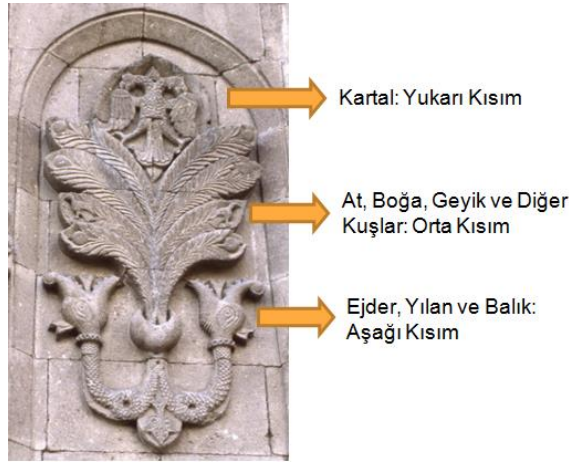 Kartal: Yukarı Kısım
At, Boğa, Geyik ve Diğer
Kuşlar: Orta Kısım
Ejder, Yılan ve Balık:
Aşağı Kısım